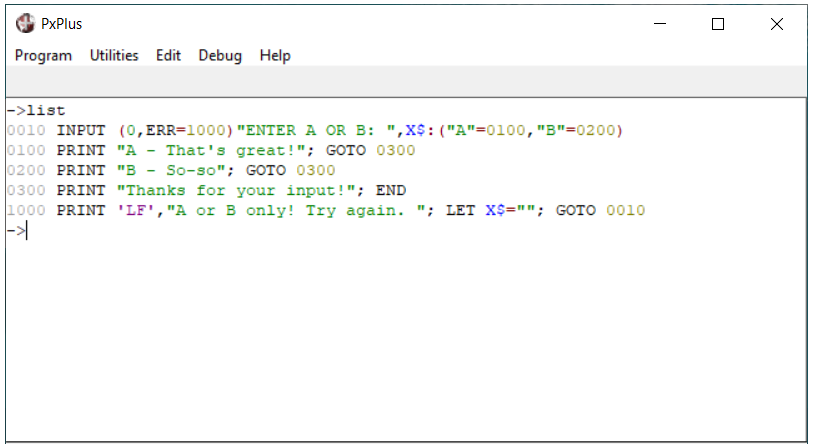 PxPlus
Program Utilities Edit Debug Help
->list
0010 INPUT (0,ERR=1000)"ENTER A OR B: ",X$:("A"=0100,"B"=0200)
0100 PRINT "A - That's great!"; GOTO 0300
0200 PRINT "B - So-so"; GOTO 0300
0300 PRINT "Thanks for your input!"; END
1000 PRINT 'LF',"A or B only! Try again. "; LET X$=""; GOTO 0010
->